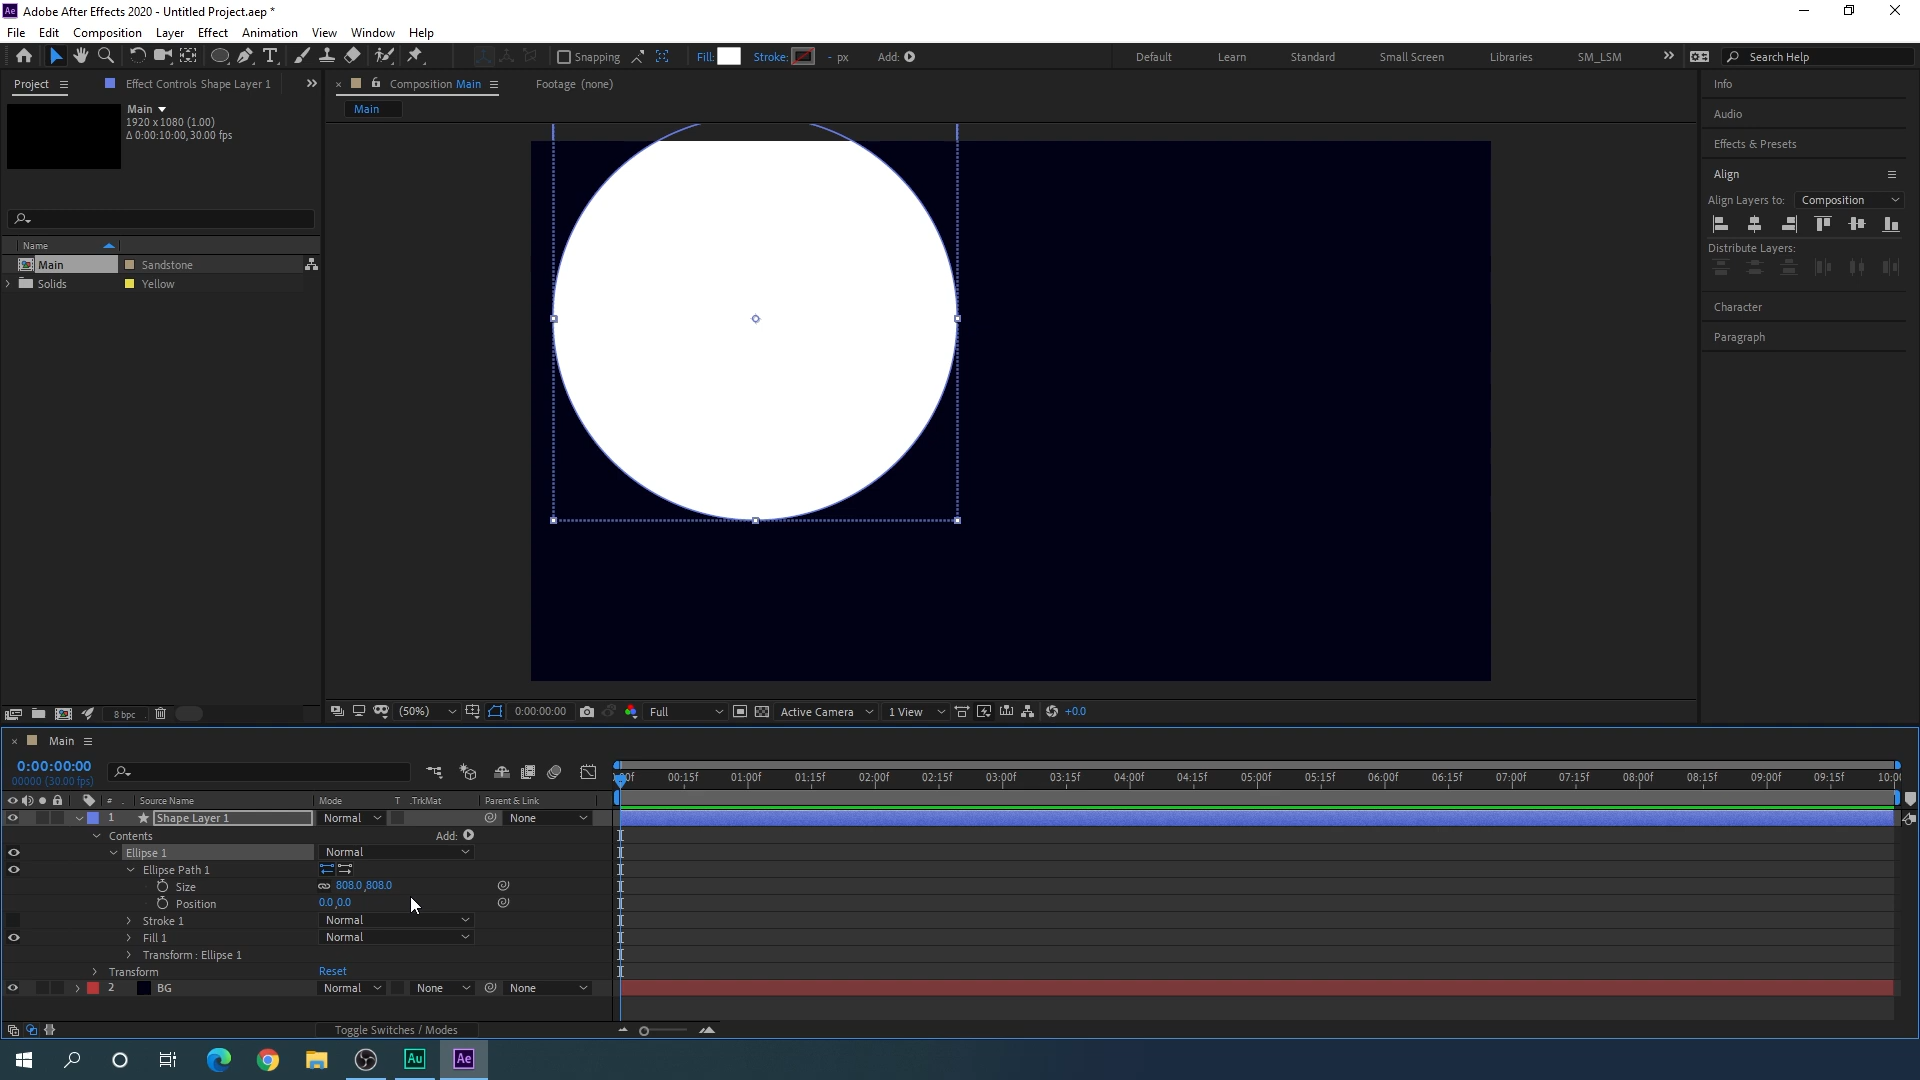 Ae Adobe After Effects 2020 - Untitled Project.aep *
File Edit Composition Layer Effect Animation View Window Help
Snapping Fill: Stroke: - px Add: Default Learn Standard Small Screen Libraries SM_LSM Search Help
Project Effect Controls Shape Layer 1 Composition Main Footage (none) Info
Main
1920 x 1080 (1.00)
Δ 0:00:10:00, 30.00 fps
Main
Audio
Effects & Presets
Align
Align Layers to: Composition
Distribute Layers:
Character
Paragraph
Name
Main Sandstone
Solids Yellow
8 bpc
(50%) 0:00:00:00 Full Active Camera 1 View +0.0
Main
0:00:00:00
00000 (30.00 fps)
00:15f 01:00f 01:15f 02:00f 02:15f 03:00f 03:15f 04:00f 04:15f 05:00f 05:15f 06:00f 06:15f 07:00f 07:15f 08:00f 08:15f 09:00f 09:15f
# Source Name Mode T .TrkMat Parent & Link
1 Shape Layer 1 Normal None
Contents Add:
Ellipse 1 Normal
Ellipse Path 1
Size 808.0,808.0
Position 0.0,0.0
Stroke 1 Normal
Fill 1 Normal
Transform : Ellipse 1
Transform Reset
2 BG Normal None None
Toggle Switches / Modes
Au Ae